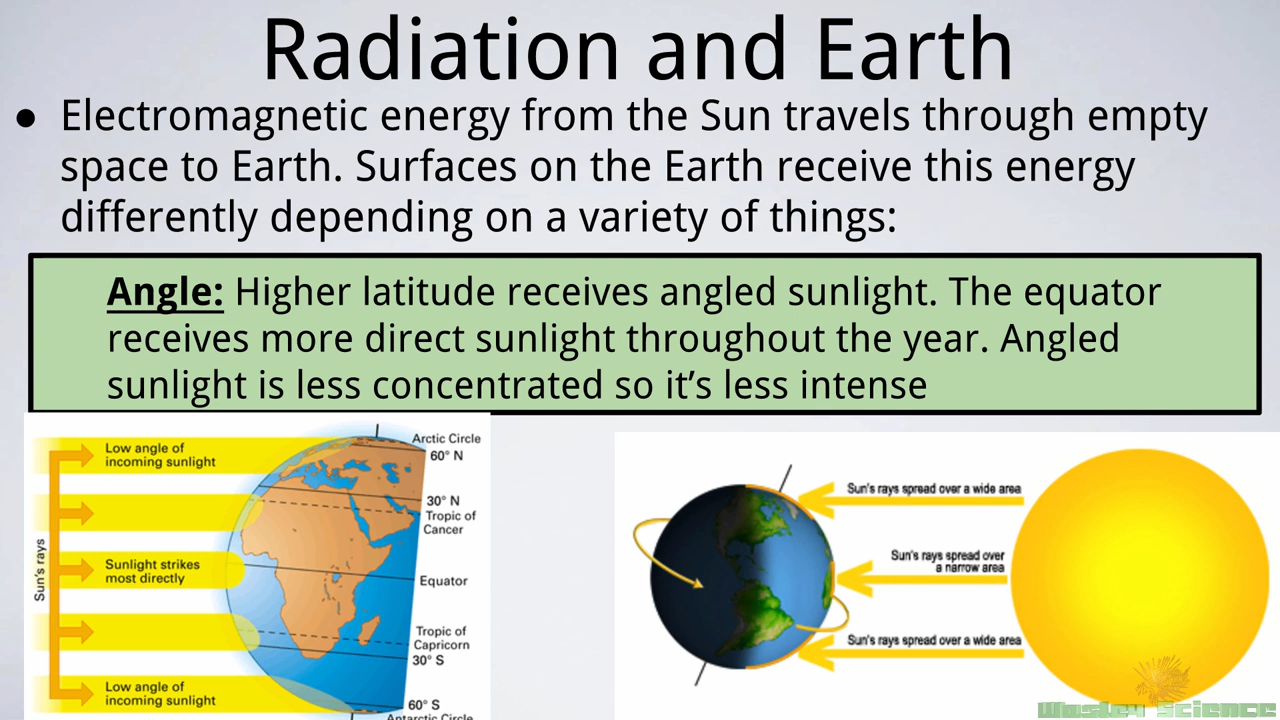 Radiation and Earth
● Electromagnetic energy from the Sun travels through empty
space to Earth. Surfaces on the Earth receive this energy
differently depending on a variety of things:
Angle: Higher latitude receives angled sunlight. The equator
receives more direct sunlight throughout the year. Angled
sunlight is less concentrated so it’s less intense
Sun's rays
Low angle of
incoming sunlight
Sunlight strikes
most directly
Low angle of
incoming sunlight
Arctic Circle
60° N
30° N
Tropic of
Cancer
Equator
Tropic of
Capricorn
30° S
60° S
Antarctic Circle
Sun's rays spread over a wide area
Sun's rays spread over
a narrow area
Sun's rays spread over a wide area
Wasley Science